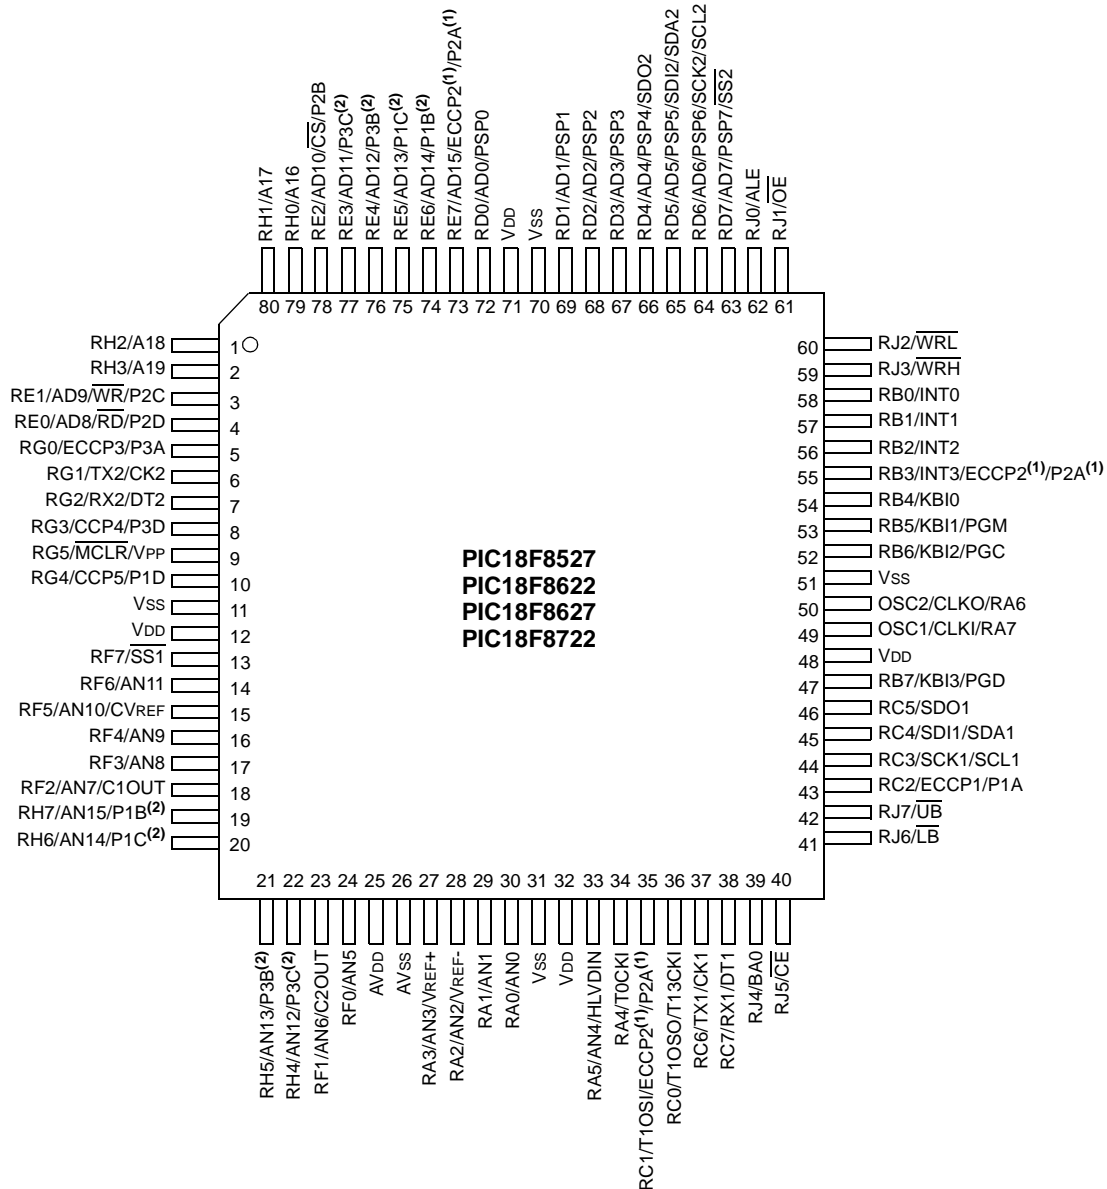 RH1/A17
RH0/A16
RE2/AD10/C̅S̅/P2B
RE3/AD11/P3C(2)
RE4/AD12/P3B(2)
RE5/AD13/P1C(2)
RE6/AD14/P1B(2)
RE7/AD15/ECCP2(1)/P2A(1)
RD0/AD0/PSP0
VDD
VSS
RD1/AD1/PSP1
RD2/AD2/PSP2
RD3/AD3/PSP3
RD4/AD4/PSP4/SDO2
RD5/AD5/PSP5/SDI2/SDA2
RD6/AD6/PSP6/SCK2/SCL2
RD7/AD7/PSP7/S̅S̅2̅
RJ0/ALE
RJ1/O̅E̅
80 79 78 77 76 75 74 73 72 71 70 69 68 67 66 65 64 63 62 61
RH2/A18 1
RH3/A19 2
RE1/AD9/W̅R̅/P2C 3
RE0/AD8/R̅D̅/P2D 4
RG0/ECCP3/P3A 5
RG1/TX2/CK2 6
RG2/RX2/DT2 7
RG3/CCP4/P3D 8
RG5/M̅C̅L̅R̅/VPP 9
RG4/CCP5/P1D 10
VSS 11
VDD 12
RF7/S̅S̅1̅ 13
RF6/AN11 14
RF5/AN10/CVREF 15
RF4/AN9 16
RF3/AN8 17
RF2/AN7/C1OUT 18
RH7/AN15/P1B(2) 19
RH6/AN14/P1C(2) 20
PIC18F8527
PIC18F8622
PIC18F8627
PIC18F8722
60 RJ2/W̅R̅L̅
59 RJ3/W̅R̅H̅
58 RB0/INT0
57 RB1/INT1
56 RB2/INT2
55 RB3/INT3/ECCP2(1)/P2A(1)
54 RB4/KBI0
53 RB5/KBI1/PGM
52 RB6/KBI2/PGC
51 VSS
50 OSC2/CLKO/RA6
49 OSC1/CLKI/RA7
48 VDD
47 RB7/KBI3/PGD
46 RC5/SDO1
45 RC4/SDI1/SDA1
44 RC3/SCK1/SCL1
43 RC2/ECCP1/P1A
42 RJ7/U̅B̅
41 RJ6/L̅B̅
21 22 23 24 25 26 27 28 29 30 31 32 33 34 35 36 37 38 39 40
RH5/AN13/P3B(2)
RH4/AN12/P3C(2)
RF1/AN6/C2OUT
RF0/AN5
AVDD
AVSS
RA3/AN3/VREF+
RA2/AN2/VREF-
RA1/AN1
RA0/AN0
VSS
VDD
RA5/AN4/HLVDIN
RA4/T0CKI
RC1/T1OSI/ECCP2(1)/P2A(1)
RC0/T1OSO/T13CKI
RC6/TX1/CK1
RC7/RX1/DT1
RJ4/BA0
RJ5/C̅E̅